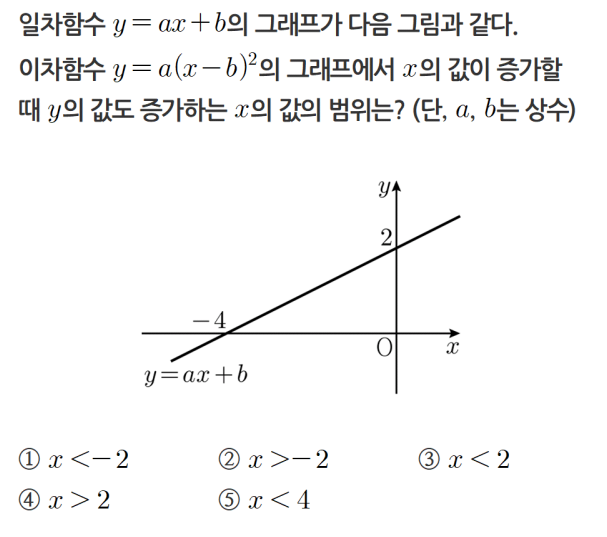 일차함수 y=ax+b의 그래프가 다음 그림과 같다.
이차함수 y=a(x-b)²의 그래프에서 x의 값이 증가할
때 y의 값도 증가하는 x의 값의 범위는? (단, a, b는 상수)
y
2
-4
O
x
y=ax+b
① x<-2 ② x>-2 ③ x<2
④ x>2 ⑤ x<4